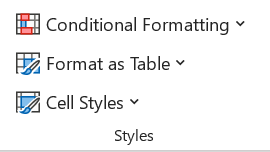 Conditional Formatting
Format as Table
Cell Styles
Styles